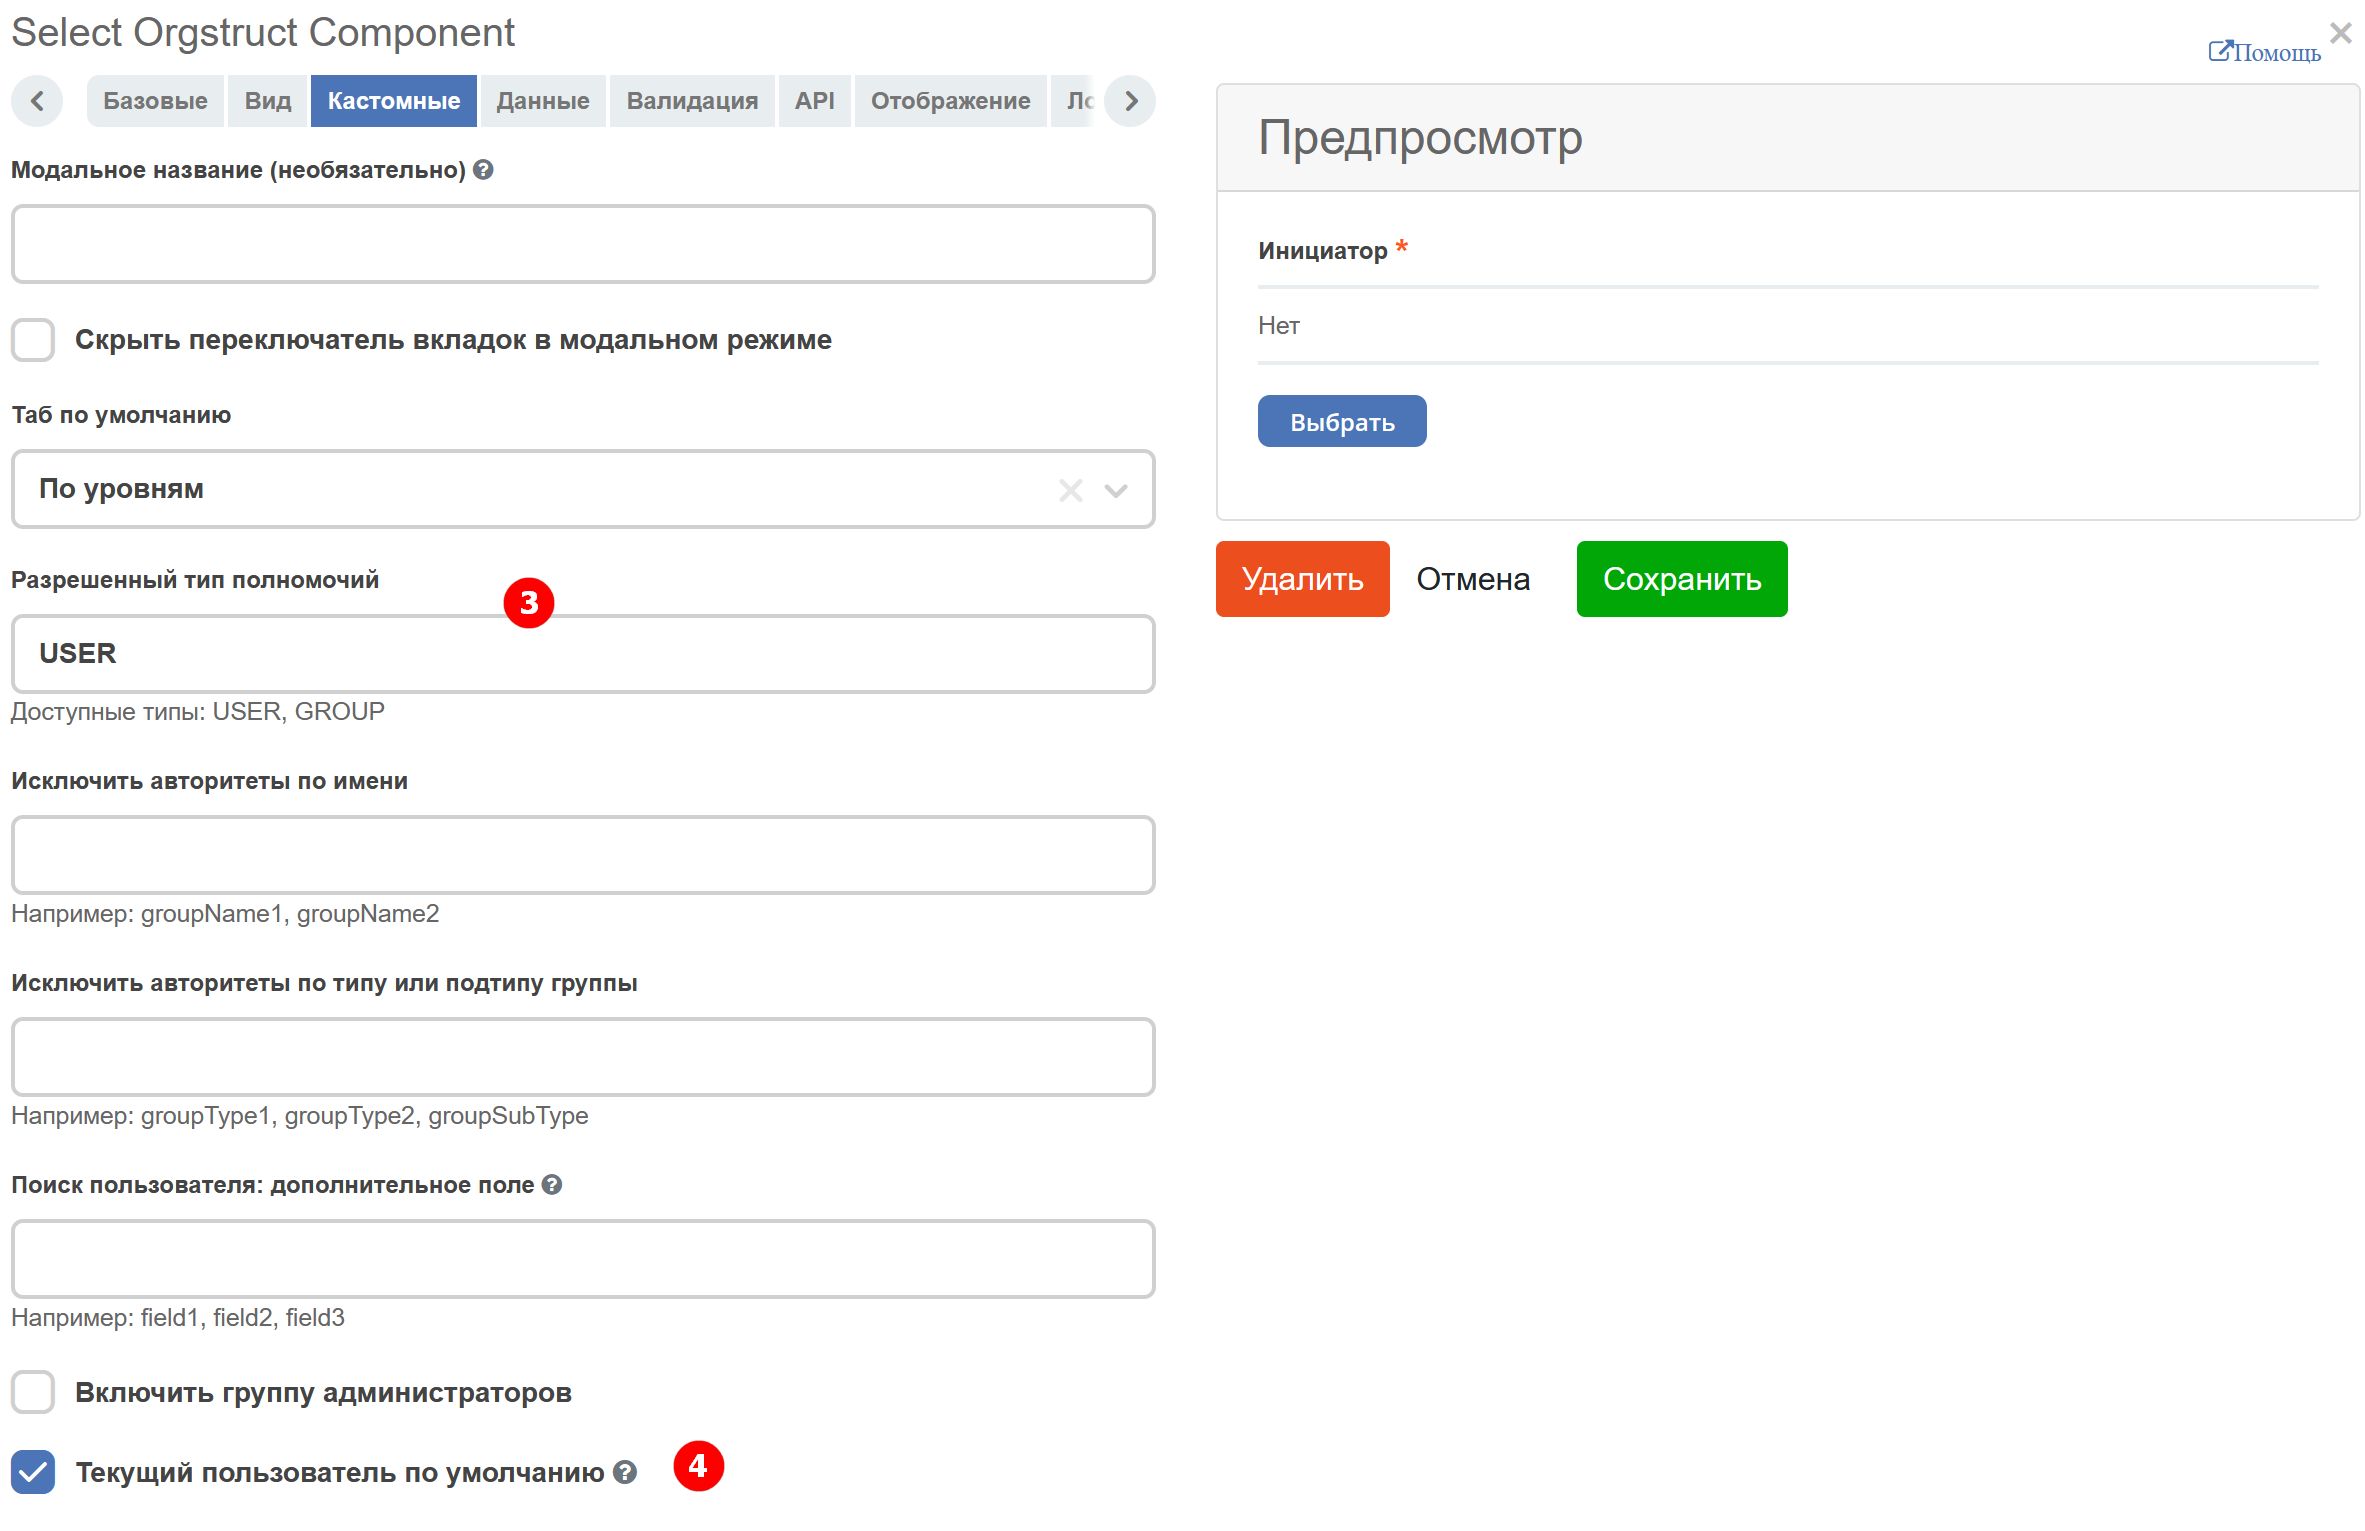 Select Orgstruct Component
Помощь
Базовые Вид Кастомные Данные Валидация API Отображение
Модальное название (необязательно)
Скрыть переключатель вкладок в модальном режиме
Таб по умолчанию
По уровням
Разрешенный тип полномочий
3
USER
Доступные типы: USER, GROUP
Исключить авторитеты по имени
Например: groupName1, groupName2
Исключить авторитеты по типу или подтипу группы
Например: groupType1, groupType2, groupSubType
Поиск пользователя: дополнительное поле
Например: field1, field2, field3
Включить группу администраторов
Текущий пользователь по умолчанию
4
Предпросмотр
Инициатор *
Нет
Выбрать
Удалить Отмена Сохранить